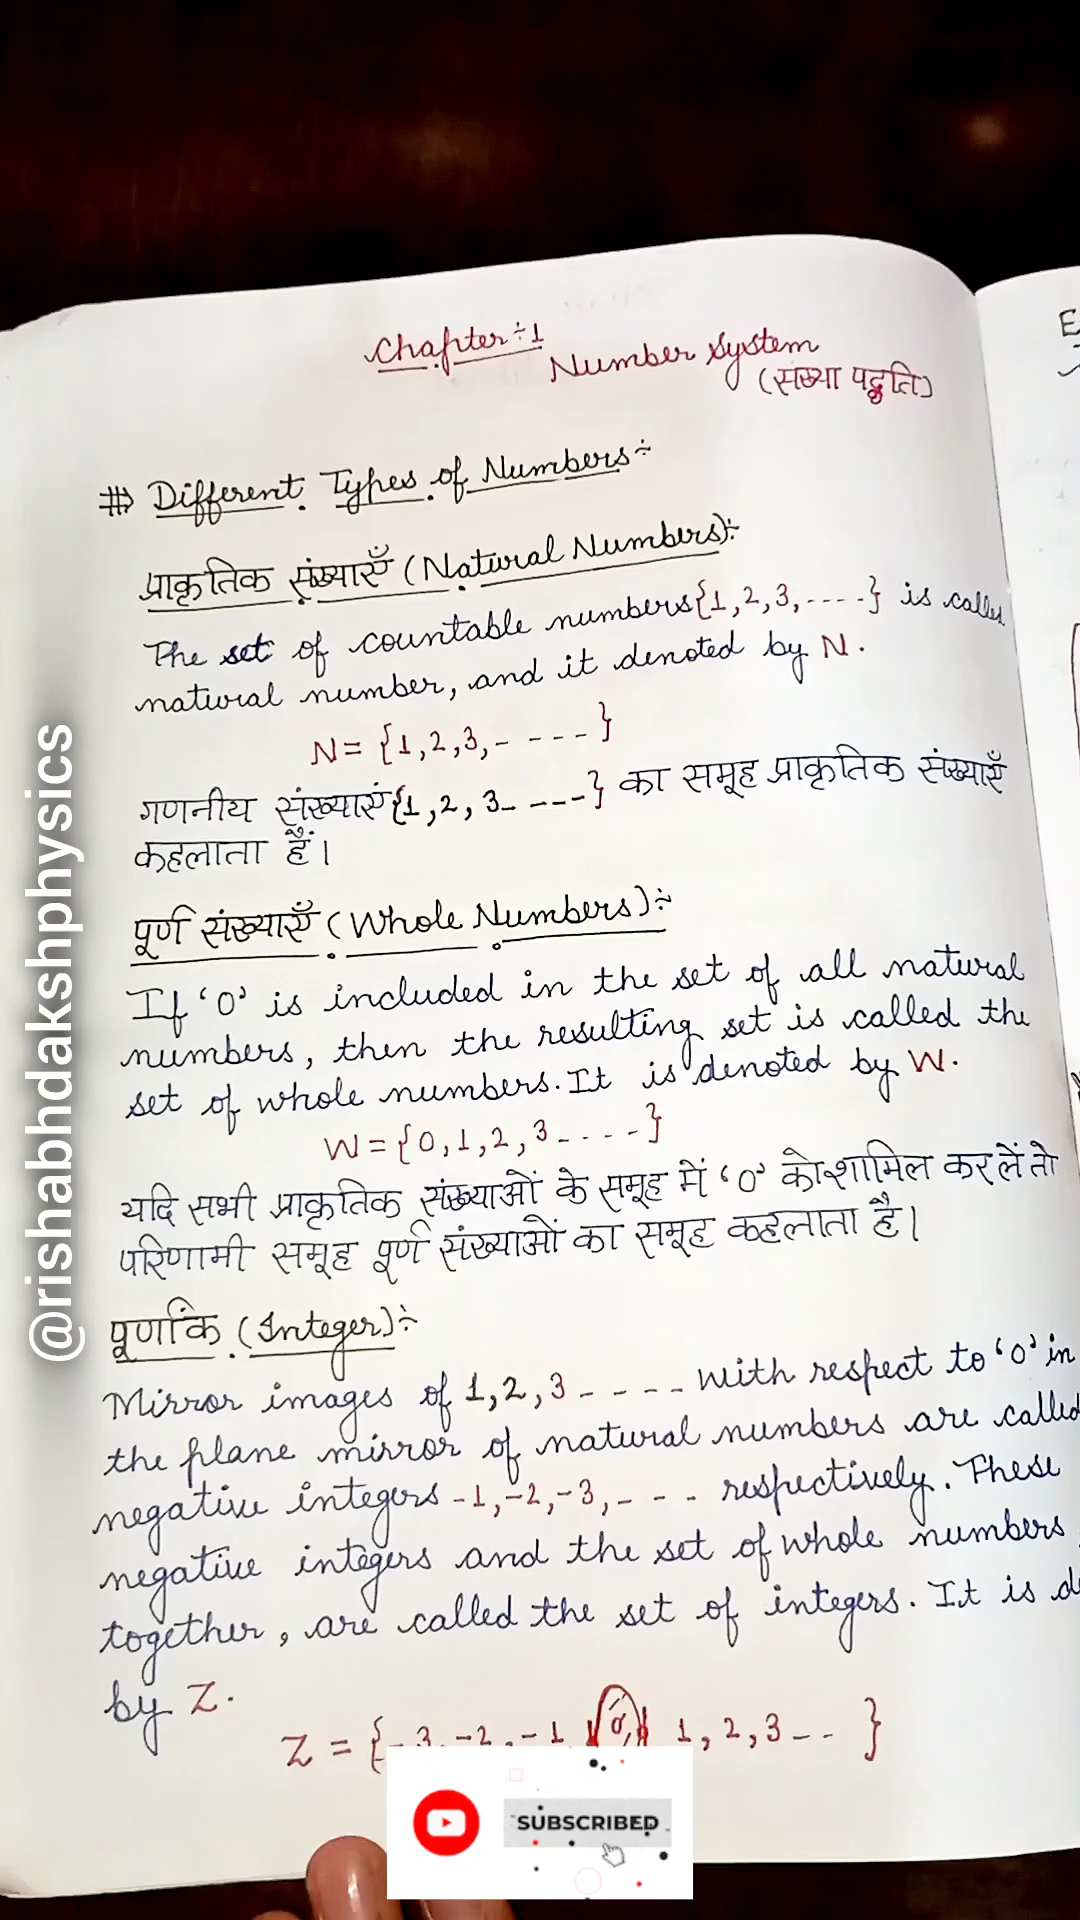 Chapter÷1
Number System
(संख्या पद्धति)
Different Types of Numbers÷
प्राकृतिक संख्याएँ (Natural Numbers)÷
The set of countable numbers{1,2,3,-----} is called
natural number, and it denoted by N.
N= {1,2,3,- ----}
गणनीय संख्याएं{1,2,3- ---} का समूह प्राकृतिक संख्याएँ
कहलाता हैं।
पूर्ण संख्याएँ (Whole Numbers)÷
If ‘0’ is included in the set of all natural
numbers, then the resulting set is called the
set of whole numbers. It is denoted by W.
W={0,1,2,3----}
यदि सभी प्राकृतिक संख्याओं के समूह में ‘0’ को शामिल कर लें तो
परिणामी समूह पूर्ण संख्याओं का समूह कहलाता है।
पूर्णांक (Integer)÷
Mirror images of 1,2,3---- with respect to ‘0’ in
the plane mirror of natural numbers are called
negative integers -1,-2,-3,--- respectively. These
negative integers and the set of whole numbers,
together, are called the set of integers. It is de
by Z.
Z = {-3,-2,-1,0, 1,2,3-- }
@rishabhdakshphysics
SUBSCRIBED
E